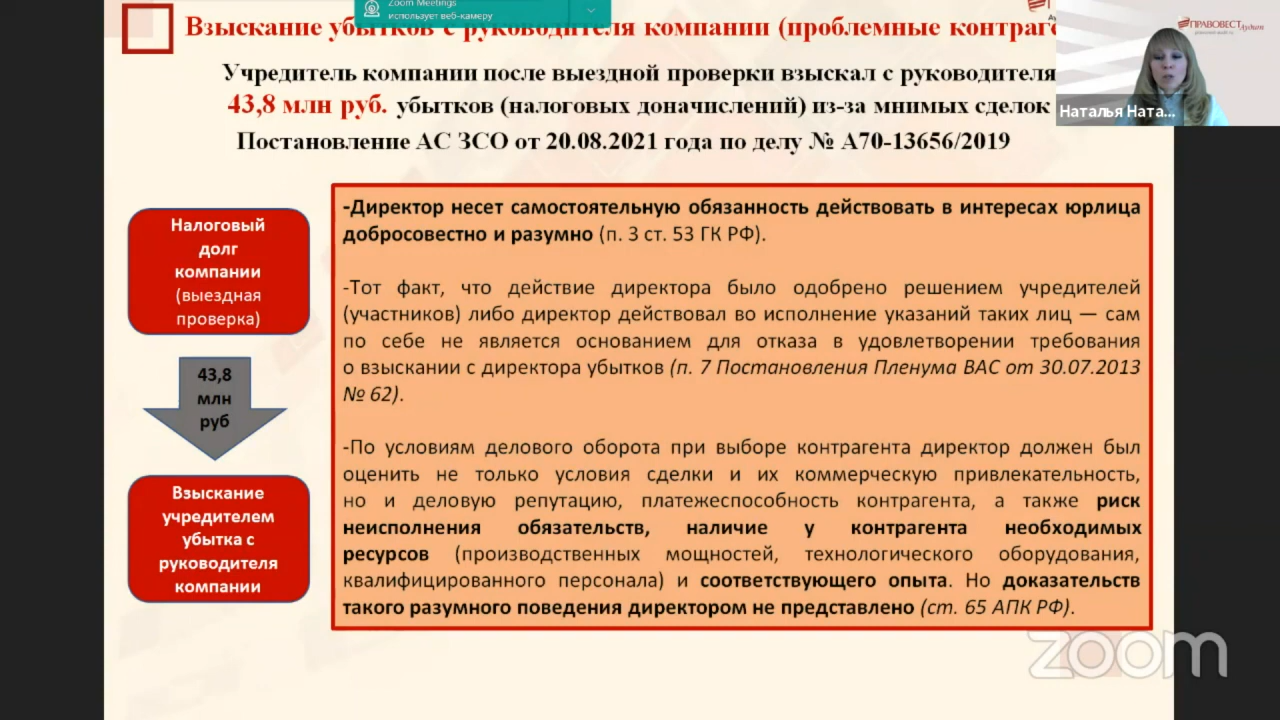 Zoom Meetings
использует веб-камеру
Взыскание убытков с руководителя компании (проблемные
ПРАВОВЕСТ
Наталья Ната...
Учредитель компании после выездной проверки взыскал с руководителя
43,8 млн руб. убытков (налоговых доначислений) из-за мнимых сделок
Постановление АС ЗСО от 20.08.2021 года по делу № А70-13656/2019
Налоговый
долг
компании
(выездная
проверка)
43,8
млн
руб
Взыскание
учредителем
убытка с
руководителя
компании
-Директор несет самостоятельную обязанность действовать в интересах юрлица
добросовестно и разумно (п. 3 ст. 53 ГК РФ).
-Тот факт, что действие директора было одобрено решением учредителей
(участников) либо директор действовал во исполнение указаний таких лиц — сам
по себе не является основанием для отказа в удовлетворении требования
о взыскании с директора убытков (п. 7 Постановления Пленума ВАС от 30.07.2013
№ 62).
-По условиям делового оборота при выборе контрагента директор должен был
оценить не только условия сделки и их коммерческую привлекательность,
но и деловую репутацию, платежеспособность контрагента, а также риск
неисполнения обязательств, наличие у контрагента необходимых
ресурсов (производственных мощностей, технологического оборудования,
квалифицированного персонала) и соответствующего опыта. Но доказательств
такого разумного поведения директором не представлено (ст. 65 АПК РФ).
zoom